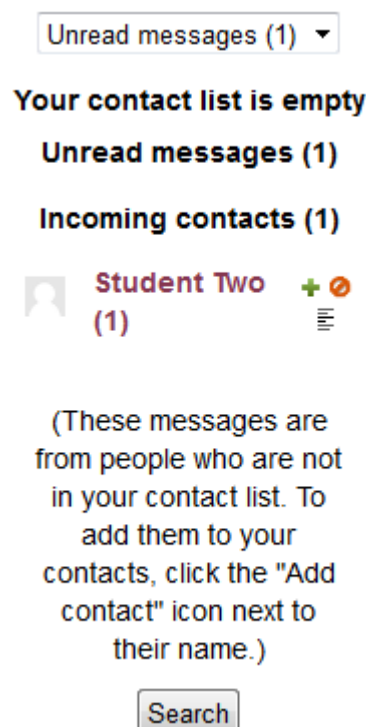 Unread messages (1)
Your contact list is empty
Unread messages (1)
Incoming contacts (1)
Student Two
(1)
(These messages are
from people who are not
in your contact list. To
add them to your
contacts, click the "Add
contact" icon next to
their name.)
Search